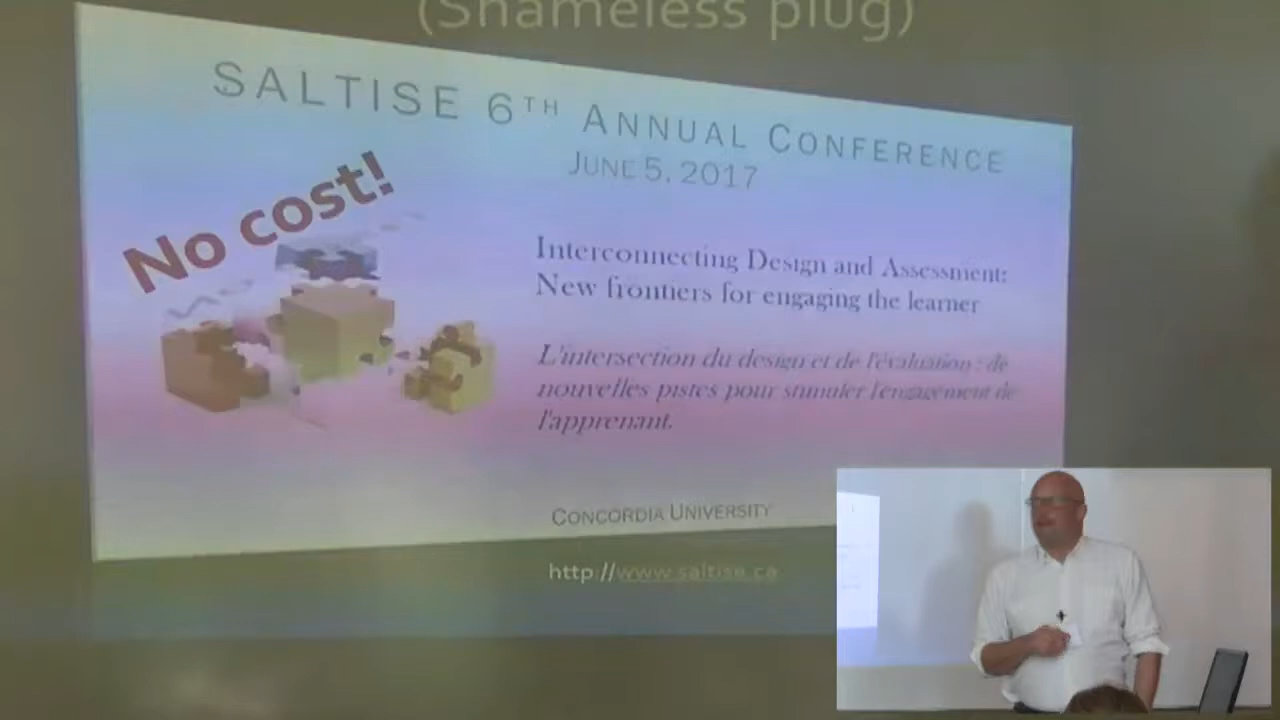 (Shameless plug)
SALTISE 6TH ANNUAL CONFERENCE
JUNE 5, 2017
No cost!
Interconnecting Design and Assessment:
New frontiers for engaging the learner
L'intersection du design et de l'évaluation : de
nouvelles pistes pour stimuler l'engagement de
l'apprenant.
CONCORDIA UNIVERSITY
http://www.saltise.ca